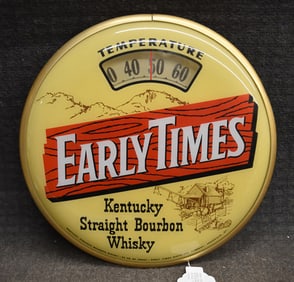 TEMPERATURE
0 40 50 60
EARLY TIMES
Kentucky
Straight Bourbon
Whisky